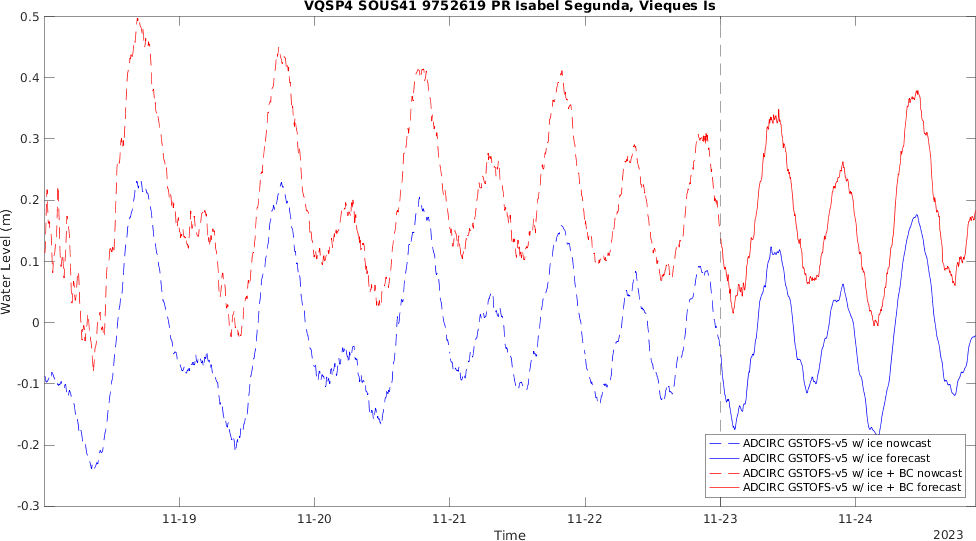 VQSP4 SOUS41 9752619 PR Isabel Segunda, Vieques Is
Water Level (m)
0.5
0.4
0.3
0.2
0.1
0
-0.1
-0.2
-0.3
ADCIRC GSTOFS-v5 w/ ice nowcast
ADCIRC GSTOFS-v5 w/ ice forecast
ADCIRC GSTOFS-v5 w/ ice + BC nowcast
ADCIRC GSTOFS-v5 w/ ice + BC forecast
11-19 11-20 11-21 11-22 11-23 11-24
Time
2023